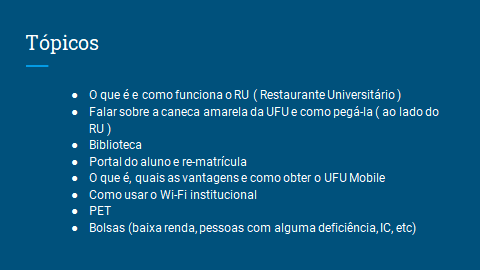 Tópicos
● O que é e como funciona o RU ( Restaurante Universitário )
● Falar sobre a caneca amarela da UFU e como pegá-la ( ao lado do
RU )
● Biblioteca
● Portal do aluno e re-matrícula
● O que é, quais as vantagens e como obter o UFU Mobile
● Como usar o Wi-Fi institucional
● PET
● Bolsas (baixa renda, pessoas com alguma deficiência, IC, etc)